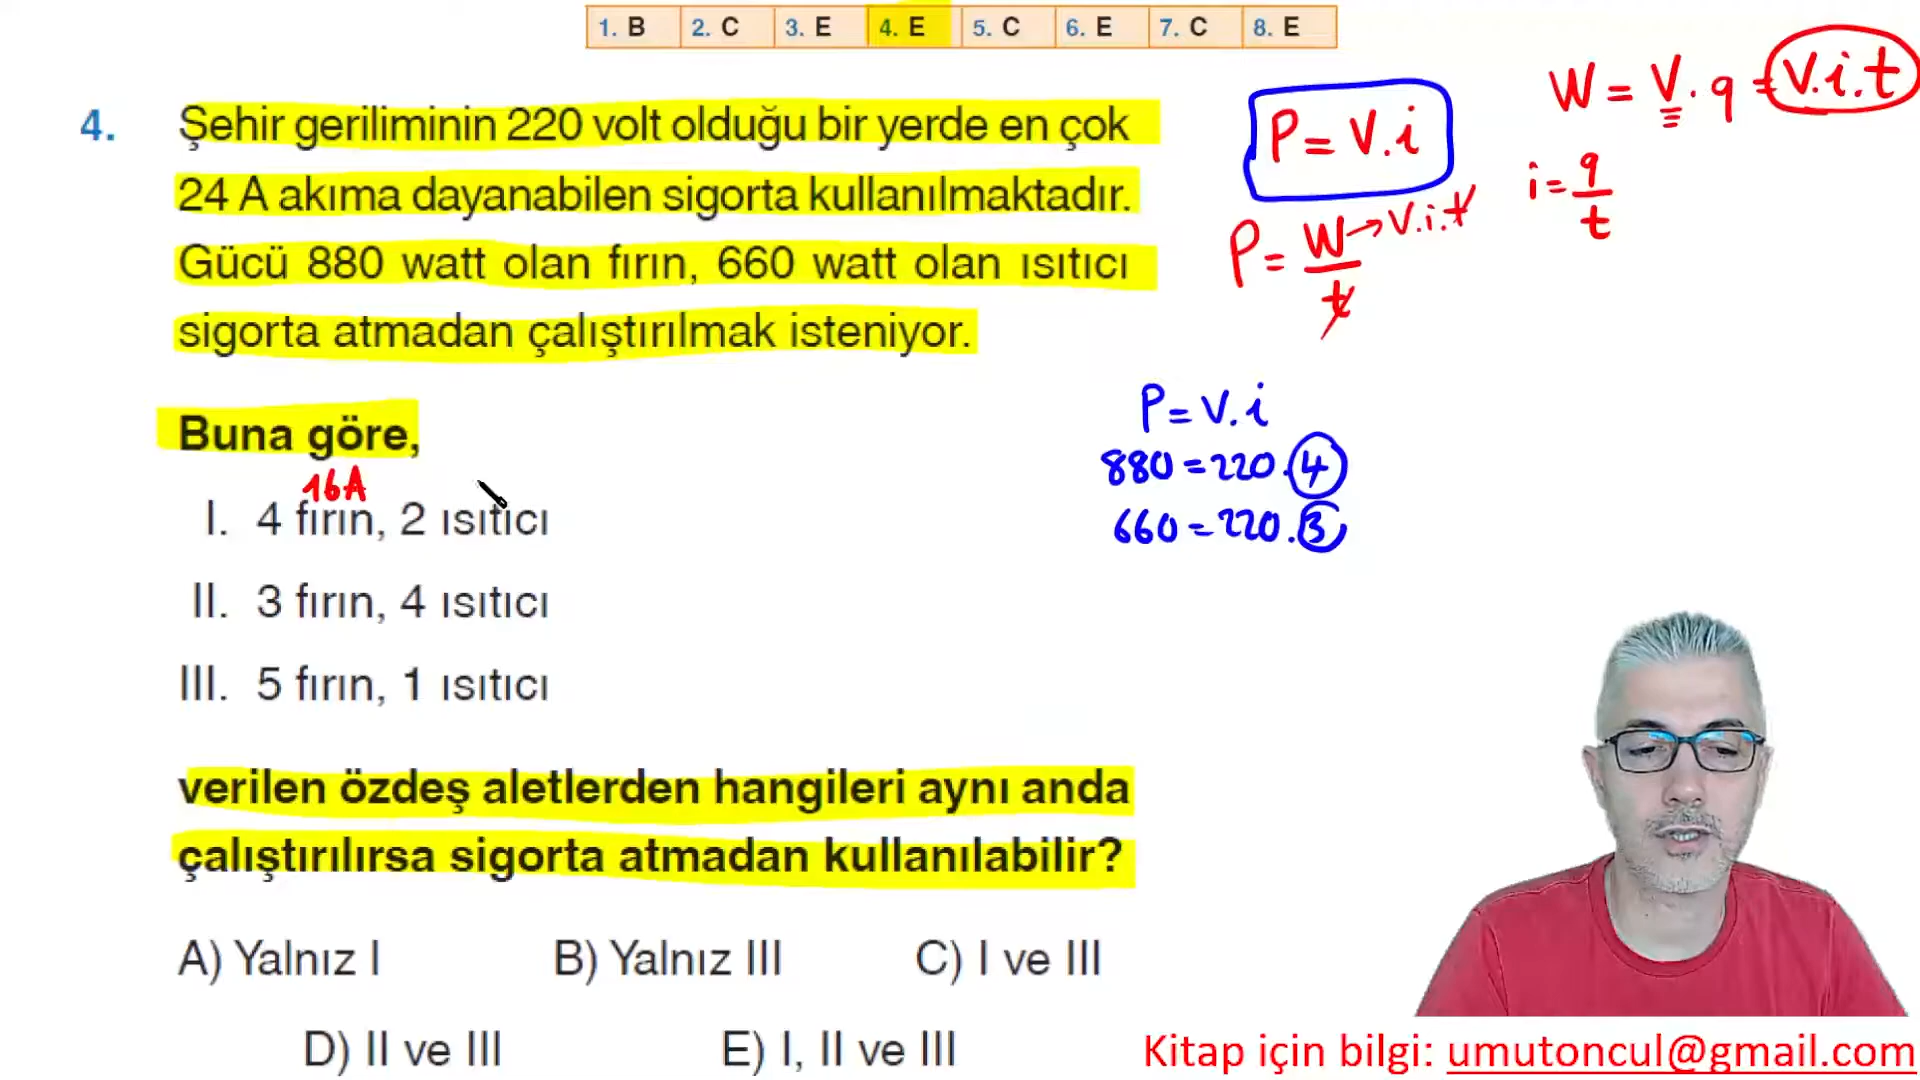 1. B 2. C 3. E 4. E 5. C 6. E 7. C 8. E
4. Şehir geriliminin 220 volt olduğu bir yerde en çok
24 A akıma dayanabilen sigorta kullanılmaktadır.
Gücü 880 watt olan fırın, 660 watt olan ısıtıcı
sigorta atmadan çalıştırılmak isteniyor.
Buna göre,
16A
I. 4 fırın, 2 ısıtıcı
II. 3 fırın, 4 ısıtıcı
III. 5 fırın, 1 ısıtıcı
verilen özdeş aletlerden hangileri aynı anda
çalıştırılırsa sigorta atmadan kullanılabilir?
A) Yalnız I B) Yalnız III C) I ve III
D) II ve III E) I, II ve III
P = V.i
W = V.q = V.i.t
i = q/t
P = W/t → V.i.t
P = V.i
880 = 220.4
660 = 220.3
Kitap için bilgi: umutoncul@gmail.com